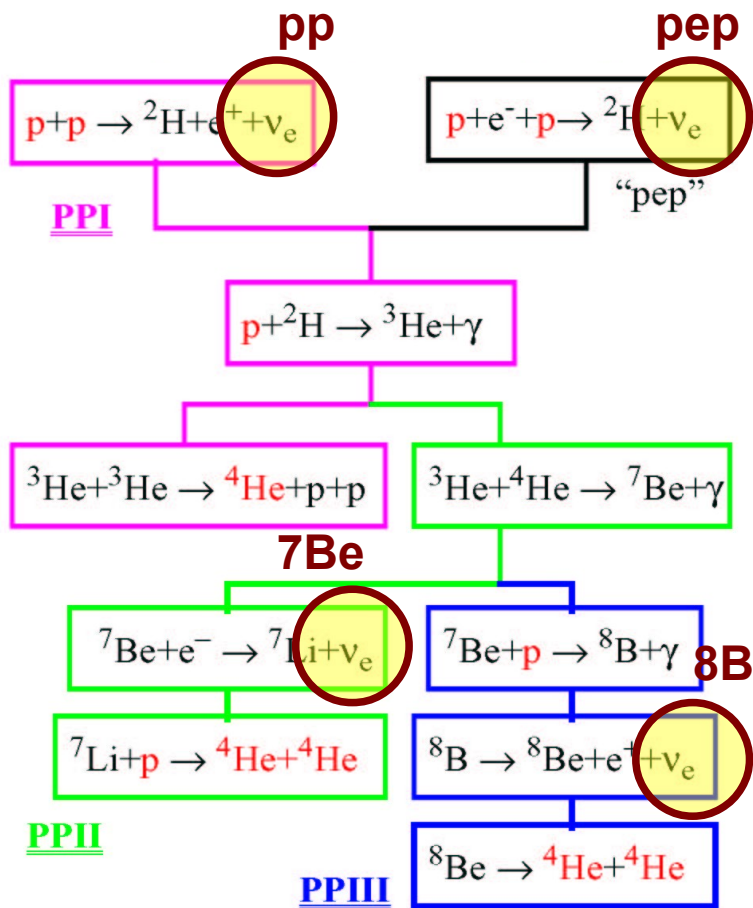 pp
pep
p+p → ²H+e⁺+νₑ
p+e⁻+p→ ²H+νₑ
"pep"
PPI
p+²H → ³He+γ
³He+³He → ⁴He+p+p
³He+⁴He → ⁷Be+γ
7Be
⁷Be+e⁻ → ⁷Li+νₑ
⁷Be+p → ⁸B+γ
8B
⁷Li+p → ⁴He+⁴He
⁸B → ⁸Be+e⁺+νₑ
PPII
⁸Be → ⁴He+⁴He
PPIII